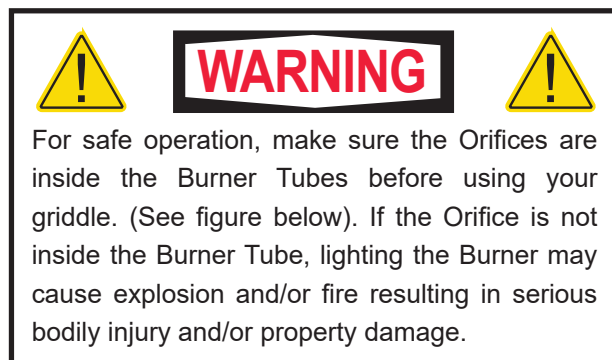 WARNING
For safe operation, make sure the Orifices are
inside the Burner Tubes before using your
griddle. (See figure below). If the Orifice is not
inside the Burner Tube, lighting the Burner may
cause explosion and/or fire resulting in serious
bodily injury and/or property damage.